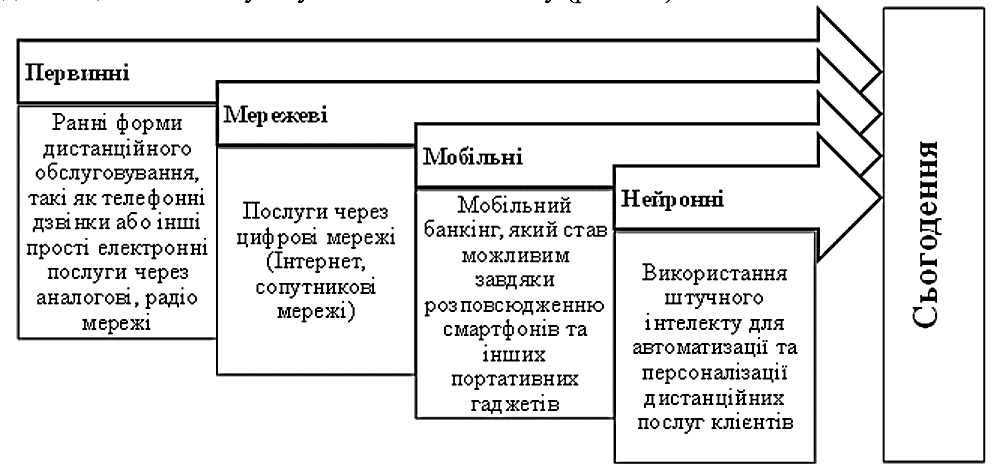 Первинні
Ранні форми
дистанційного
обслуговування,
такі як телефонні
дзвінки або інші
прості електронні
послуги через
аналогові, радіо
мережі
Мережеві
Послуги через
цифрові мережі
(Інтернет,
сопутникові
мережі)
Мобільні
Мобільний
банкінг, який став
можливим
завдяки
розповсюдженню
смартфонів та
інших
портативних
гаджетів
Нейронні
Використання
штучного
інтелекту для
автоматизації та
персоналізації
дистанційних
послуг клієнтів
Сьогодення